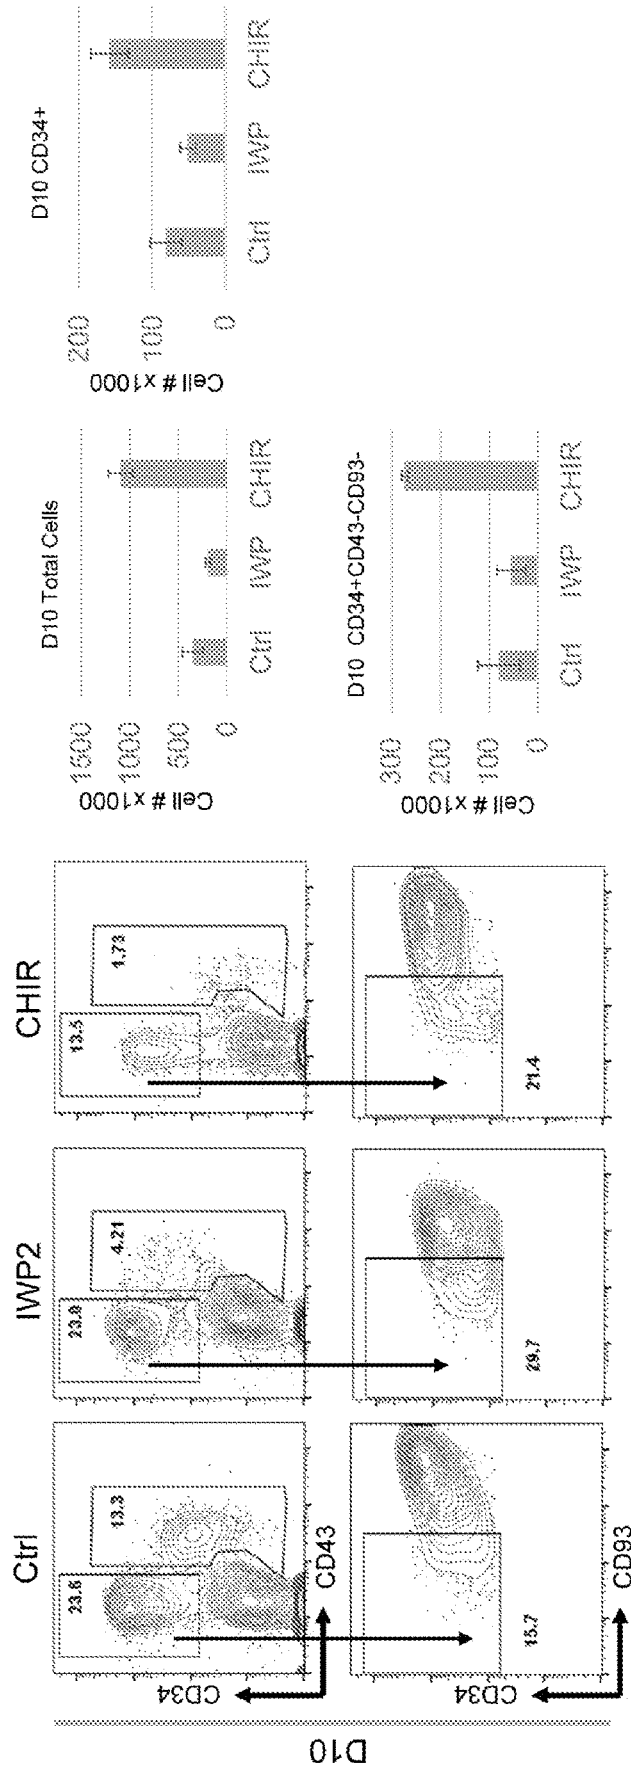 D10
Ctrl
IWP2
CHIR
23.6
13.3
23.8
4.21
13.5
1.73
CD34
CD43
15.7
29.7
21.4
CD34
CD93
D10 Total Cells
Cell # x1000
1500
1000
500
0
Ctrl
IWP
CHIR
D10 CD34+
Cell # x1000
200
100
0
Ctrl
IWP
CHIR
D10 CD34+CD43-CD93-
Cell # x1000
300
200
100
0
Ctrl
IWP
CHIR